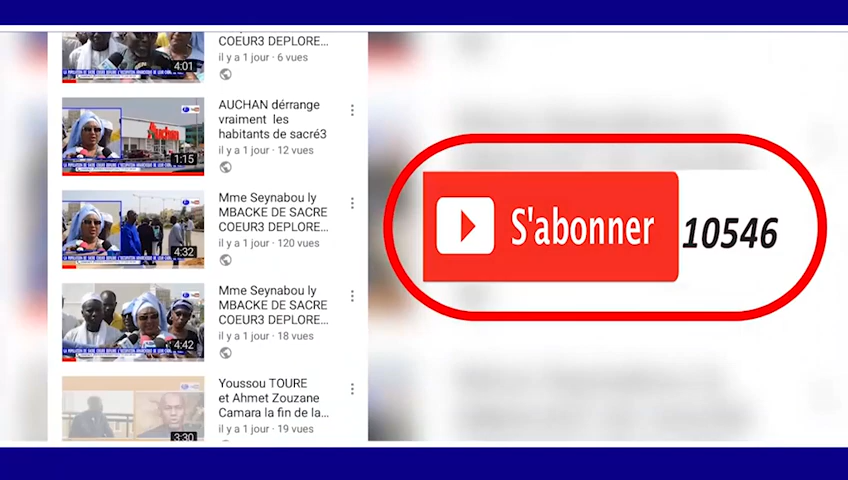 COEUR3 DEPLORE...
il y a 1 jour · 6 vues
4:01
AUCHAN dérrange
vraiment les
habitants de sacré3
il y a 1 jour · 12 vues
Auchan
1:15
Mme Seynabou ly
MBACKE DE SACRE
COEUR3 DEPLORE...
il y a 1 jour · 120 vues
4:32
Mme Seynabou ly
MBACKE DE SACRE
COEUR3 DEPLORE...
il y a 1 jour · 18 vues
4:42
Youssou TOURE
et Ahmet Zouzane
Camara la fin de la...
il y a 1 jour · 19 vues
3:30
S'abonner
10546